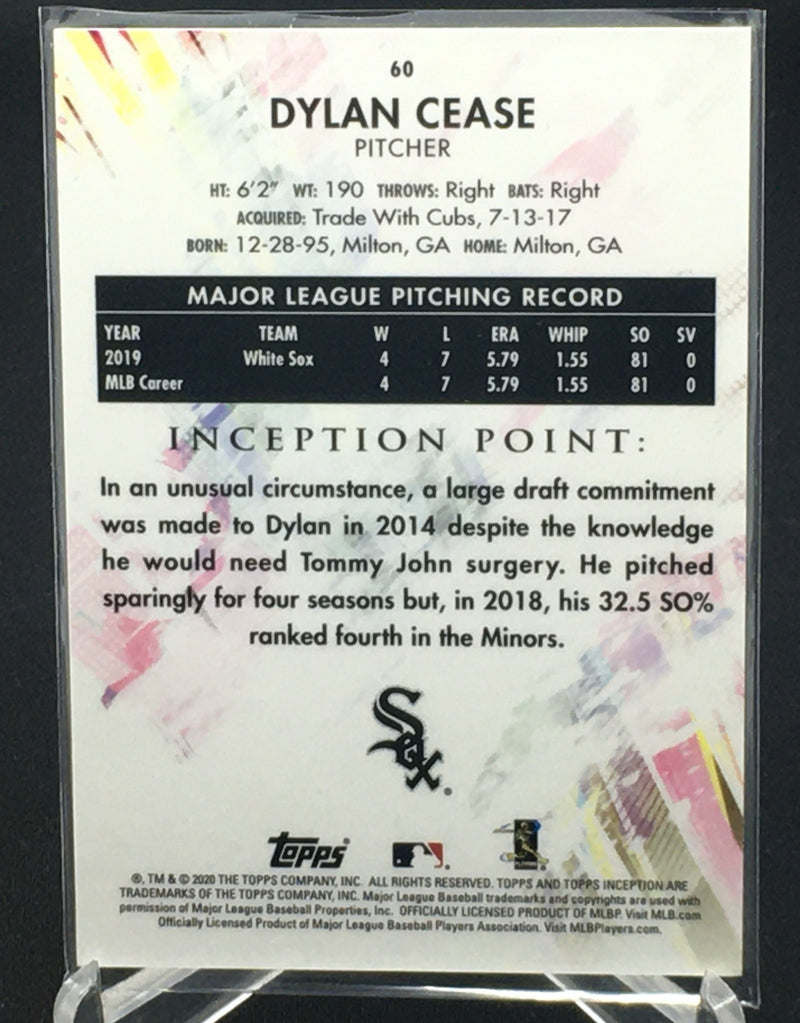 60
DYLAN CEASE
PITCHER
HT: 6'2" WT: 190 THROWS: Right BATS: Right
ACQUIRED: Trade With Cubs, 7-13-17
BORN: 12-28-95, Milton, GA HOME: Milton, GA
MAJOR LEAGUE PITCHING RECORD
YEAR TEAM W L ERA WHIP SO SV
2019 White Sox 4 7 5.79 1.55 81 0
MLB Career 4 7 5.79 1.55 81 0
INCEPTION POINT:
In an unusual circumstance, a large draft commitment
was made to Dylan in 2014 despite the knowledge
he would need Tommy John surgery. He pitched
sparingly for four seasons but, in 2018, his 32.5 SO%
ranked fourth in the Minors.
Sox®
Topps®
®, TM & © 2020 THE TOPPS COMPANY, INC. ALL RIGHTS RESERVED. TOPPS AND TOPPS INCEPTION ARE
TRADEMARKS OF THE TOPPS COMPANY, INC. Major League Baseball trademarks and copyrights are used with
permission of Major League Baseball Properties, Inc. OFFICIALLY LICENSED PRODUCT OF MLBP. Visit MLB.com
Officially Licensed Product of Major League Baseball Players Association. Visit MLBPlayers.com.